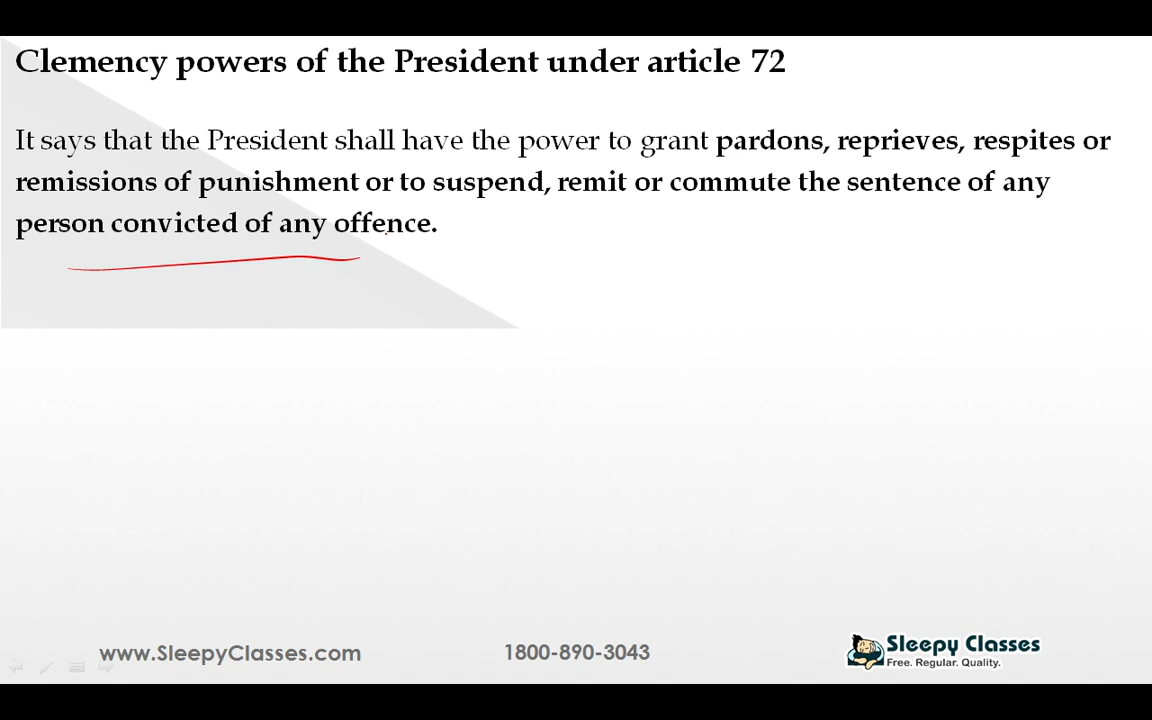 Clemency powers of the President under article 72
It says that the President shall have the power to grant pardons, reprieves, respites or
remissions of punishment or to suspend, remit or commute the sentence of any
person convicted of any offence.
www.SleepyClasses.com
1800-890-3043
Sleepy Classes
Free. Regular. Quality.